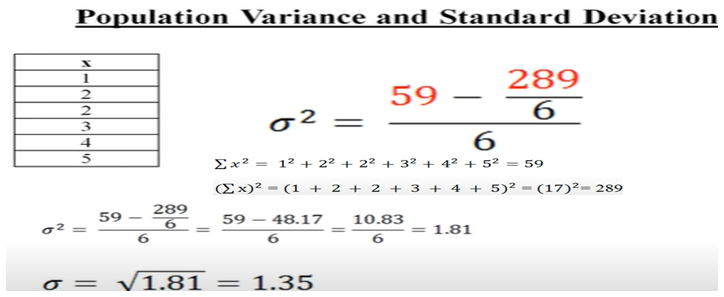 Population Variance and Standard Deviation
x
1
2
2
3
4
5
σ² = (59 − 289/6)/6
∑x² = 1² + 2² + 2² + 3² + 4² + 5² = 59
(∑x)² = (1 + 2 + 2 + 3 + 4 + 5)² = (17)² = 289
σ² = (59 − 289/6)/6 = (59 − 48.17)/6 = 10.83/6 = 1.81
σ = √1.81 = 1.35